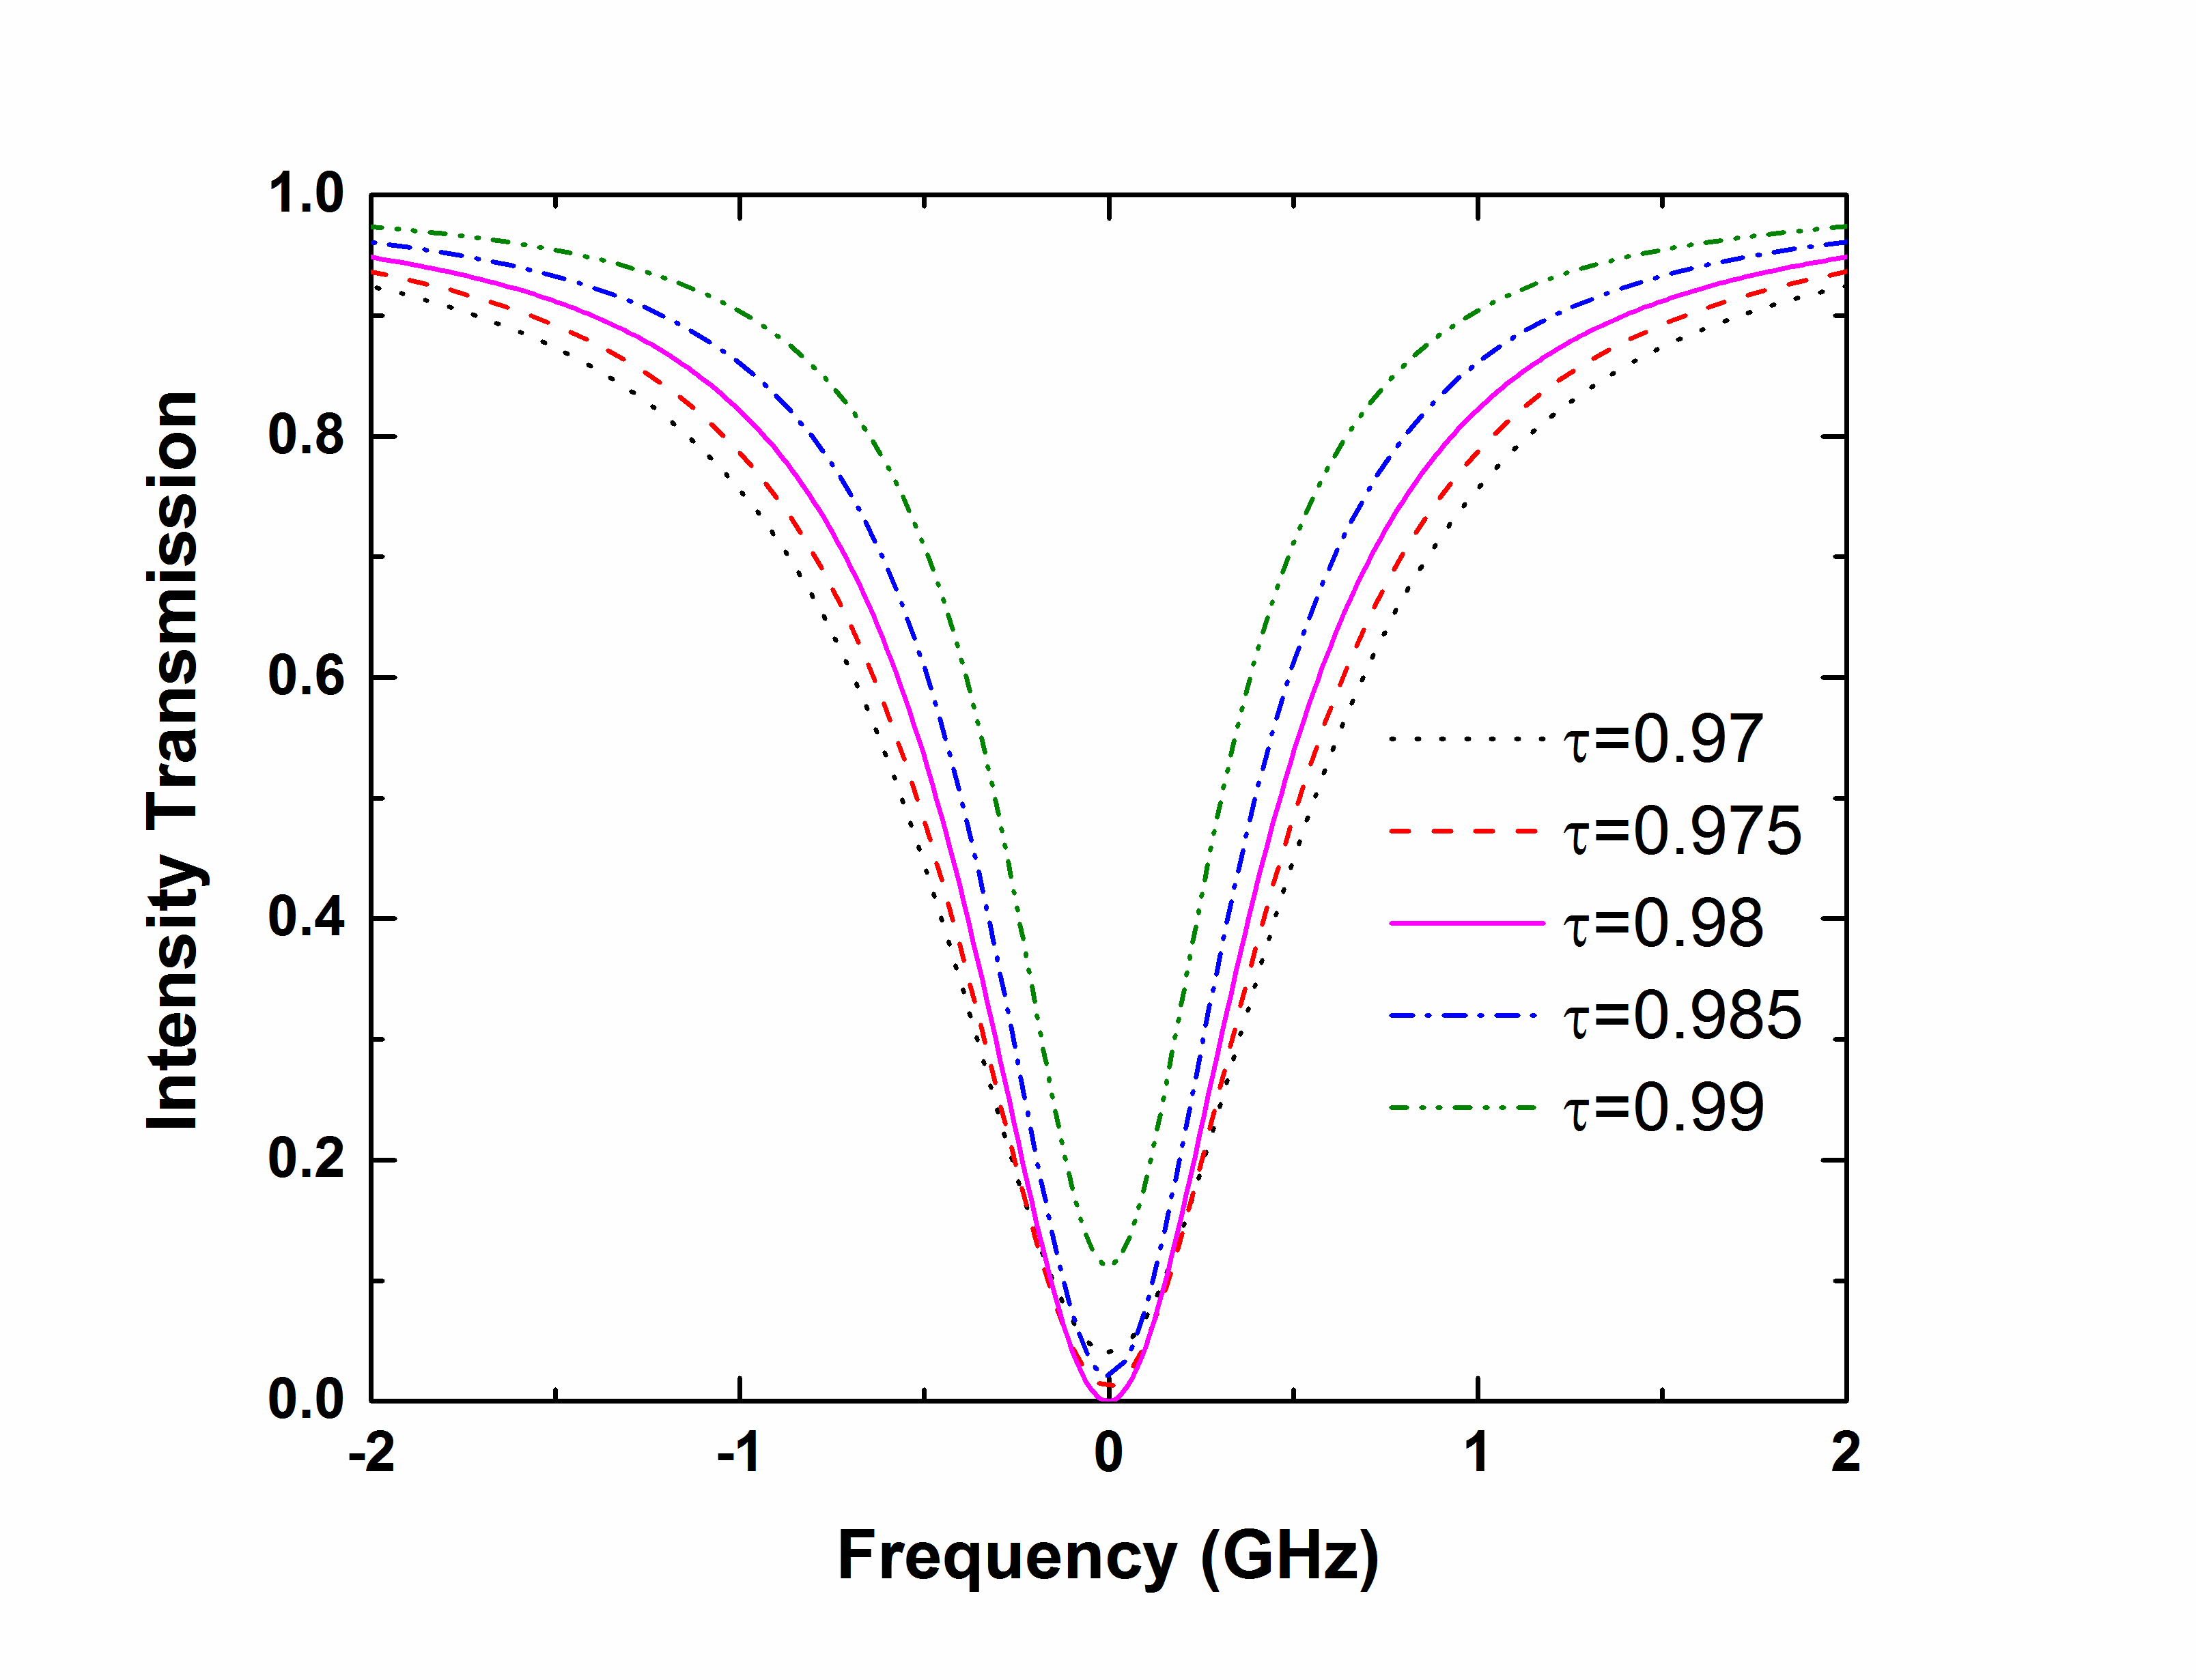 Intensity Transmission
1.0
0.8
0.6
0.4
0.2
0.0
-2
-1
0
1
2
Frequency (GHz)
τ=0.97
τ=0.975
τ=0.98
τ=0.985
τ=0.99